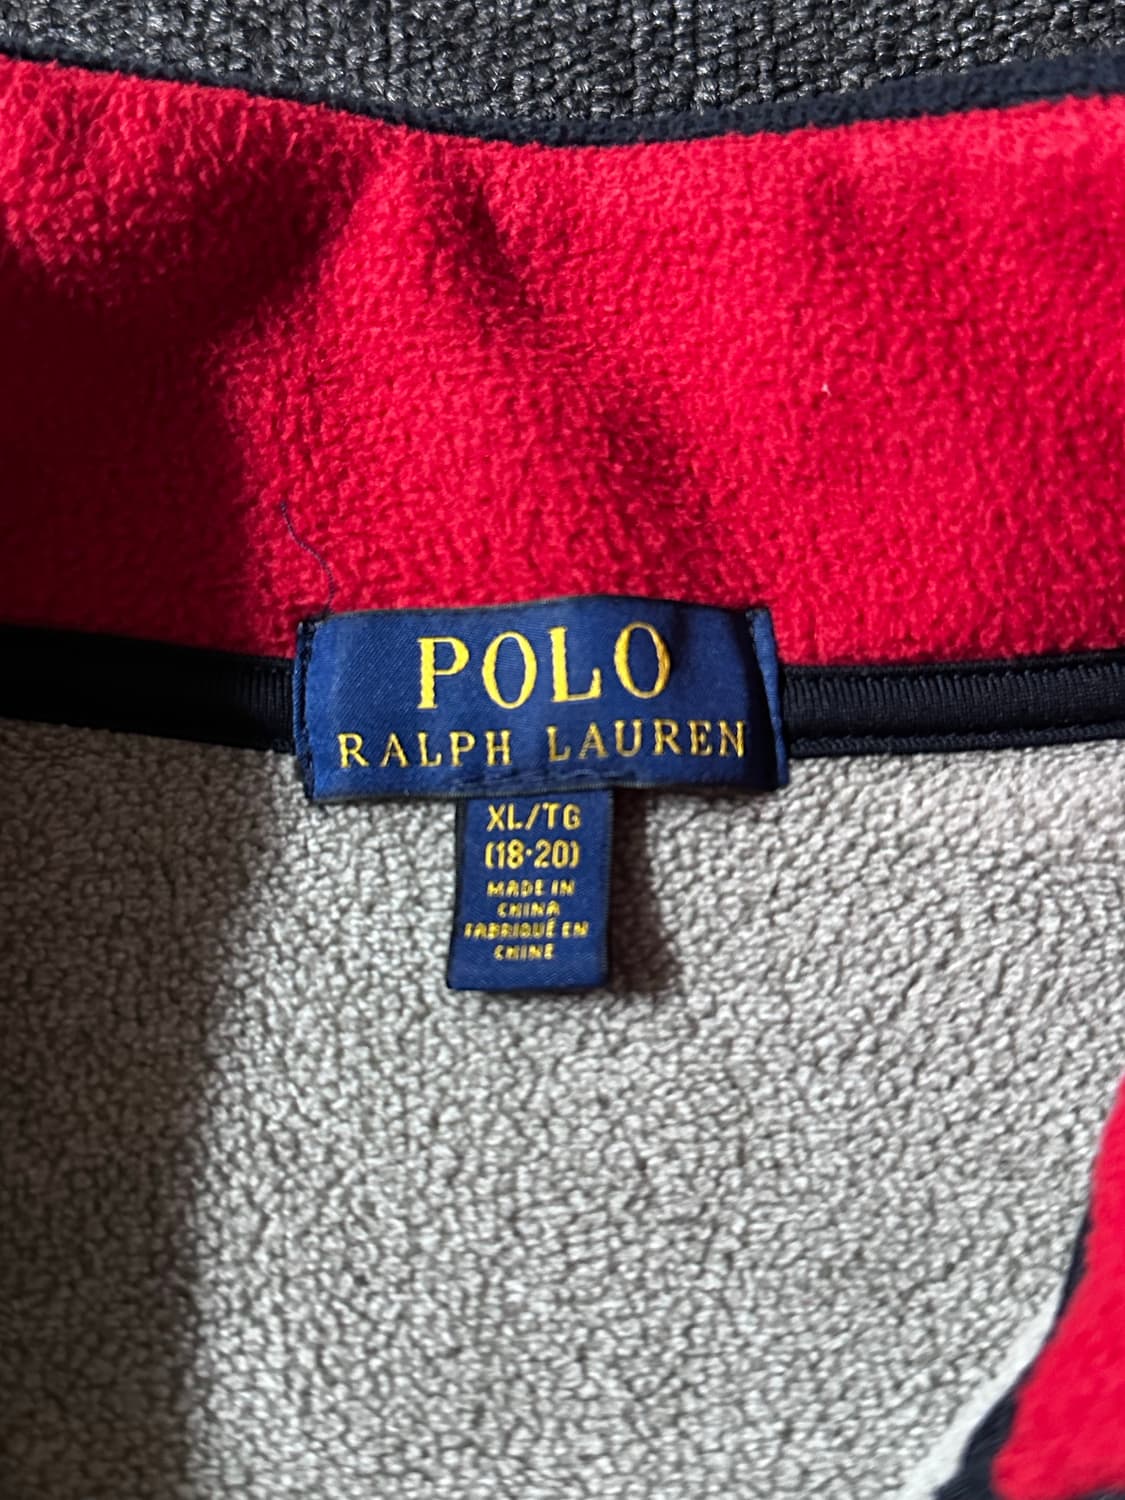 POLO
RALPH LAUREN
XL/TG
(18-20)
MADE IN
CHINA
FABRIQUÉ EN
CHINE